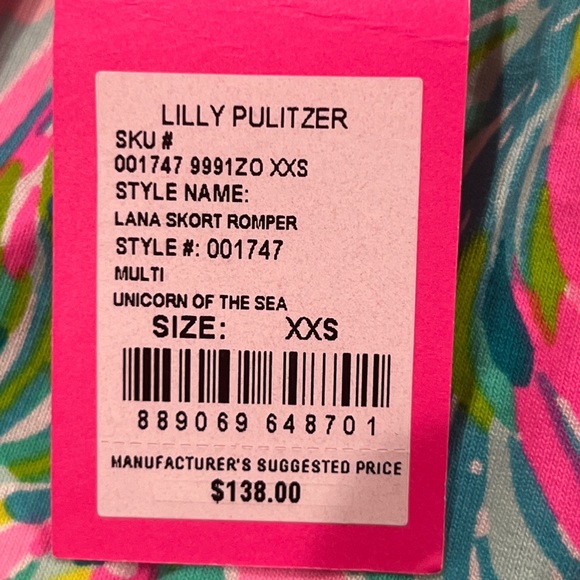 LILLY PULITZER
SKU #
001747 9991ZO XXS
STYLE NAME:
LANA SKORT ROMPER
STYLE #: 001747
MULTI
UNICORN OF THE SEA
SIZE: XXS
889069 648701
MANUFACTURER'S SUGGESTED PRICE
$138.00